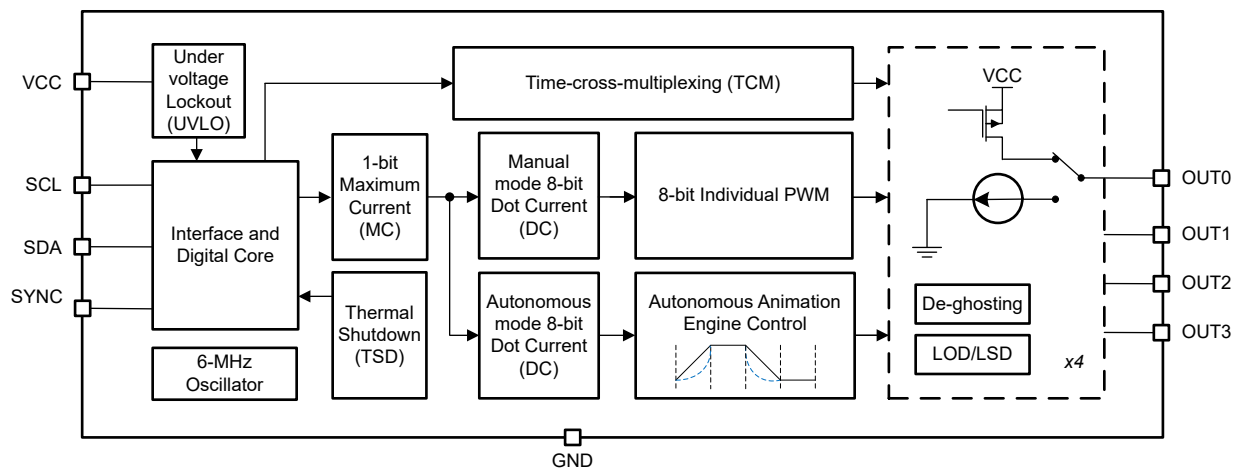 VCC
SCL
SDA
SYNC
Under
voltage
Lockout
(UVLO)
Interface and
Digital Core
6-MHz
Oscillator
Time-cross-multiplexing (TCM)
1-bit
Maximum
Current
(MC)
Thermal
Shutdown
(TSD)
Manual
mode 8-bit
Dot Current
(DC)
8-bit Individual PWM
Autonomous
mode 8-bit
Dot Current
(DC)
Autonomous Animation
Engine Control
VCC
De-ghosting
LOD/LSD
x4
OUT0
OUT1
OUT2
OUT3
GND